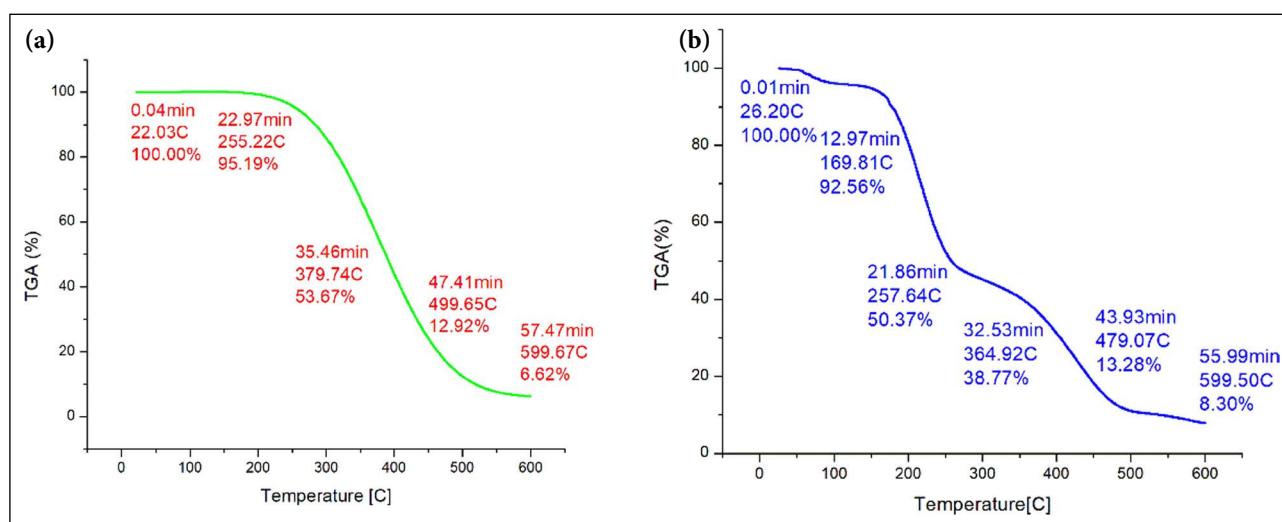 (a)
TGA (%)
100
80
60
40
20
0
0.04min
22.03C
100.00%
22.97min
255.22C
95.19%
35.46min
379.74C
53.67%
47.41min
499.65C
12.92%
57.47min
599.67C
6.62%
0 100 200 300 400 500 600
Temperature [C]
(b)
TGA(%)
100
80
60
40
20
0
0.01min
26.20C
100.00%
12.97min
169.81C
92.56%
21.86min
257.64C
50.37%
32.53min
364.92C
38.77%
43.93min
479.07C
13.28%
55.99min
599.50C
8.30%
0 100 200 300 400 500 600
Temperature[C]